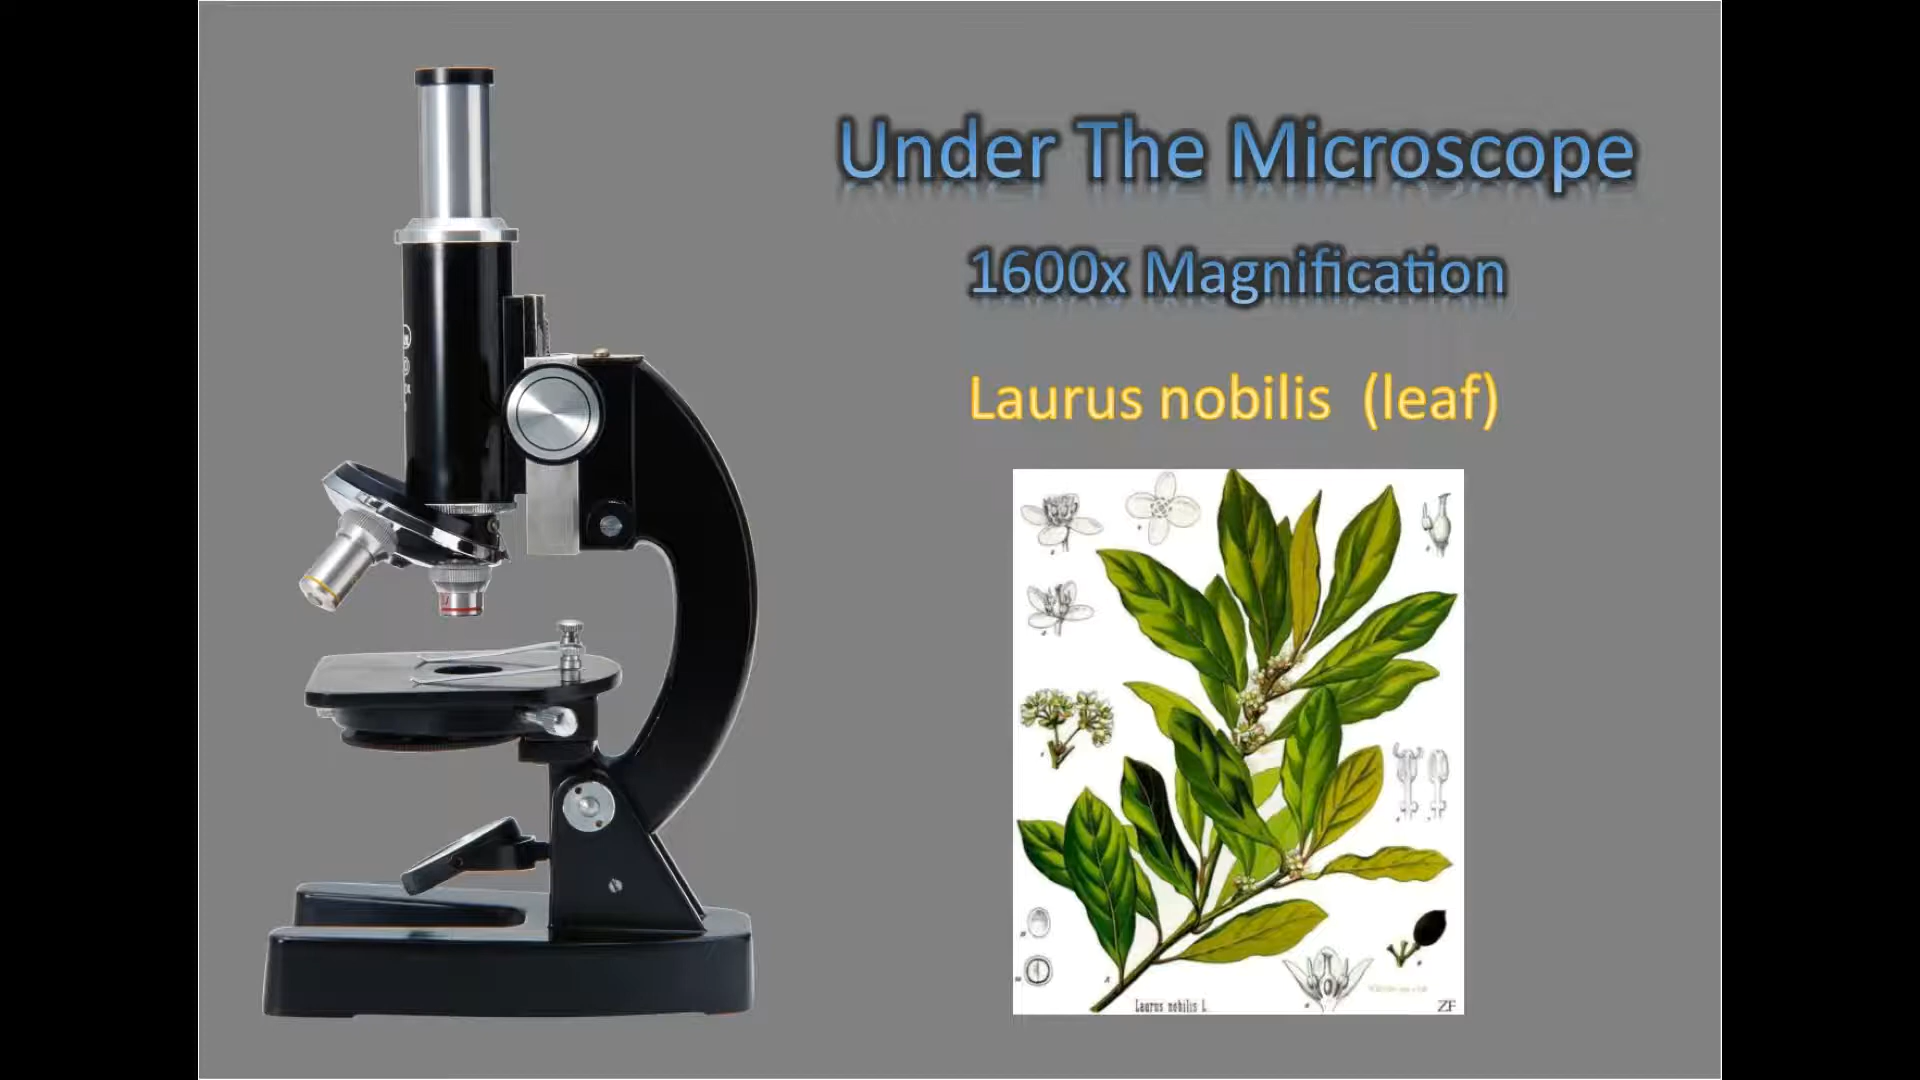 Under The Microscope
1600x Magnification
Laurus nobilis (leaf)
Laurus nobilis L.
ZF